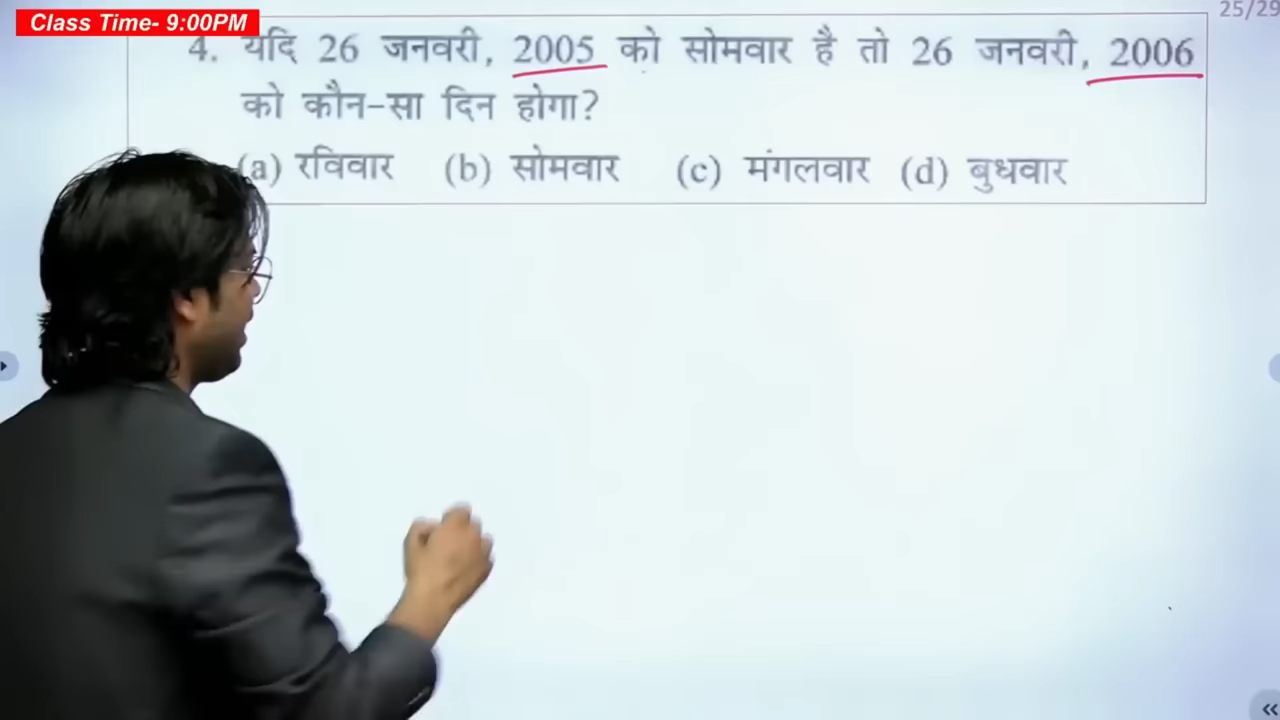 Class Time- 9:00PM
25/29
4. यदि 26 जनवरी, 2005 को सोमवार है तो 26 जनवरी, 2006
को कौन-सा दिन होगा?
(a) रविवार (b) सोमवार (c) मंगलवार (d) बुधवार